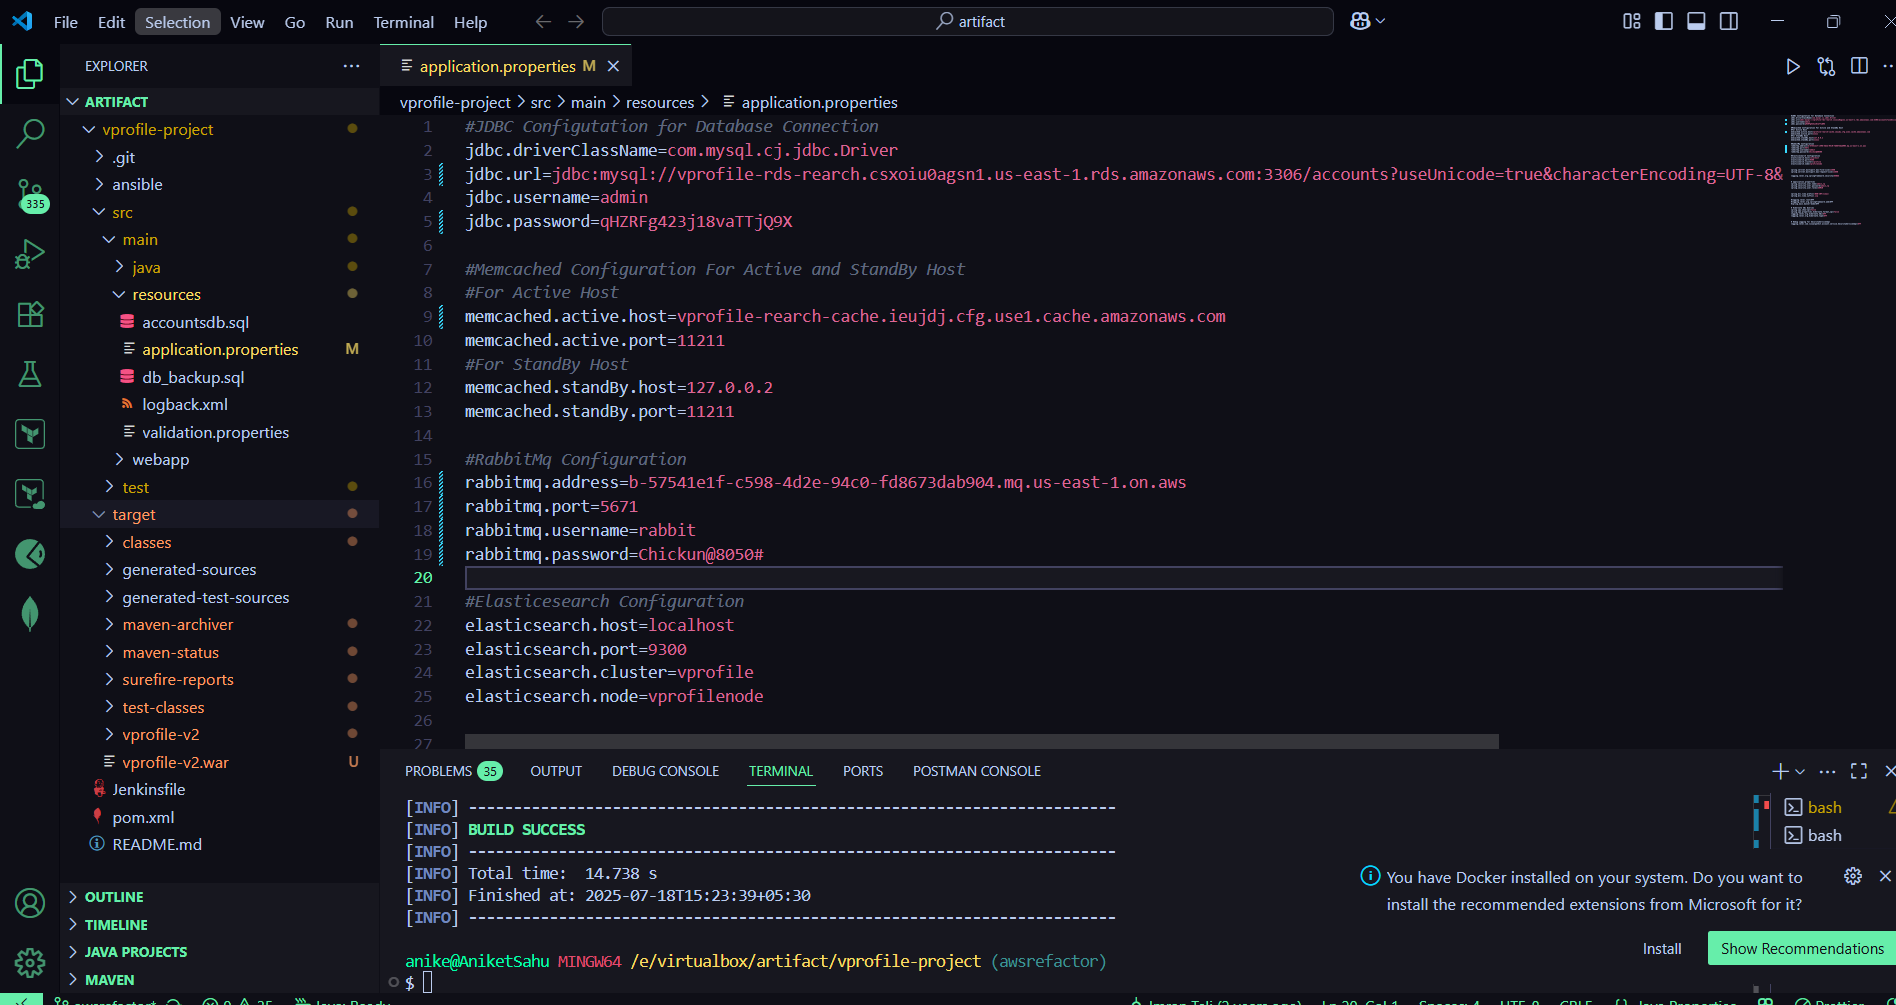 File Edit Selection View Go Run Terminal Help
artifact
EXPLORER
application.properties M
ARTIFACT
vprofile-project > src > main > resources > application.properties
vprofile-project
.git
ansible
src
main
java
resources
accountsdb.sql
application.properties M
db_backup.sql
logback.xml
validation.properties
webapp
test
target
classes
generated-sources
generated-test-sources
maven-archiver
maven-status
surefire-reports
test-classes
vprofile-v2
vprofile-v2.war U
Jenkinsfile
pom.xml
README.md
OUTLINE
TIMELINE
JAVA PROJECTS
MAVEN
335
1 #JDBC Configutation for Database Connection
2 jdbc.driverClassName=com.mysql.cj.jdbc.Driver
3 jdbc.url=jdbc:mysql://vprofile-rds-rearch.csxoiu0agsn1.us-east-1.rds.amazonaws.com:3306/accounts?useUnicode=true&characterEncoding=UTF-8&
4 jdbc.username=admin
5 jdbc.password=qHZRFg423j18vaTTjQ9X
6
7 #Memcached Configuration For Active and StandBy Host
8 #For Active Host
9 memcached.active.host=vprofile-rearch-cache.ieujdj.cfg.use1.cache.amazonaws.com
10 memcached.active.port=11211
11 #For StandBy Host
12 memcached.standBy.host=127.0.0.2
13 memcached.standBy.port=11211
14
15 #RabbitMq Configuration
16 rabbitmq.address=b-57541e1f-c598-4d2e-94c0-fd8673dab904.mq.us-east-1.on.aws
17 rabbitmq.port=5671
18 rabbitmq.username=rabbit
19 rabbitmq.password=Chickun@8050#
20
21 #Elasticesearch Configuration
22 elasticsearch.host=localhost
23 elasticsearch.port=9300
24 elasticsearch.cluster=vprofile
25 elasticsearch.node=vprofilenode
26
27
PROBLEMS 35 OUTPUT DEBUG CONSOLE TERMINAL PORTS POSTMAN CONSOLE
[INFO] ------------------------------------------------------------------------
[INFO] BUILD SUCCESS
[INFO] ------------------------------------------------------------------------
[INFO] Total time:  14.738 s
[INFO] Finished at: 2025-07-18T15:23:39+05:30
[INFO] ------------------------------------------------------------------------
anike@AniketSahu MINGW64 /e/virtualbox/artifact/vprofile-project (awsrefactor)
$
bash
bash
You have Docker installed on your system. Do you want to
install the recommended extensions from Microsoft for it?
Install Show Recommendations